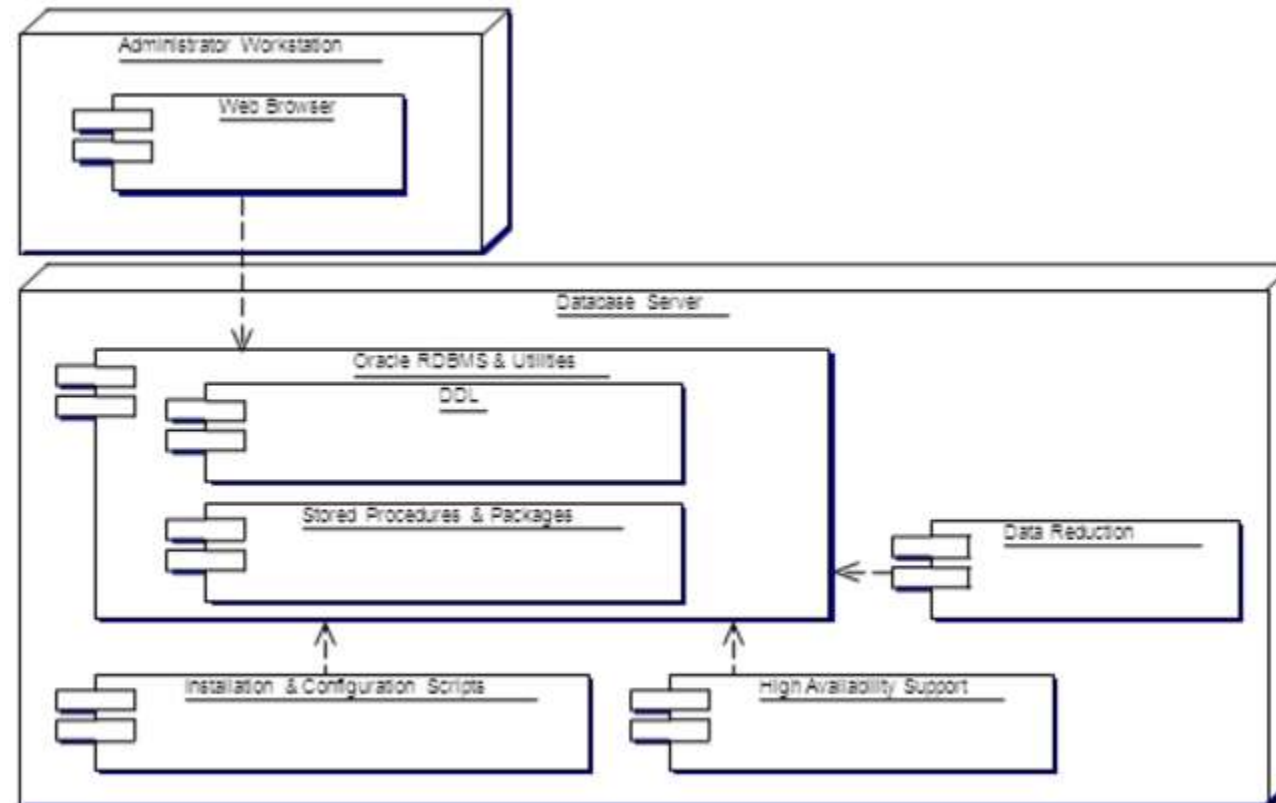 Administrator Workstation
Web Browser
Database Server
Oracle RDBMS & Utilities
DDL
Stored Procedures & Packages
Data Reduction
Installation & Configuration Scripts
High Availability Support